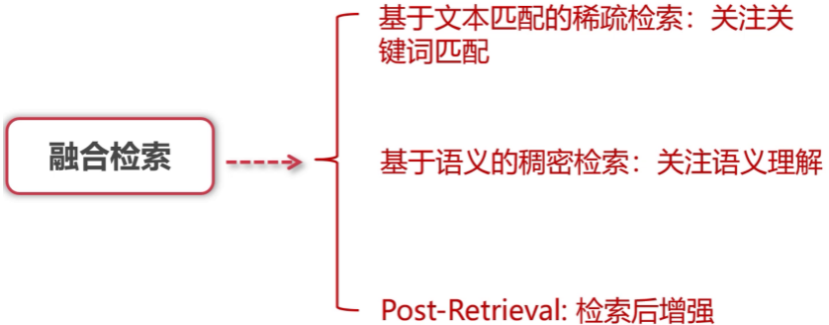 基于文本匹配的稀疏检索：关注关
键词匹配
融合检索
基于语义的稠密检索：关注语义理解
Post-Retrieval: 检索后增强